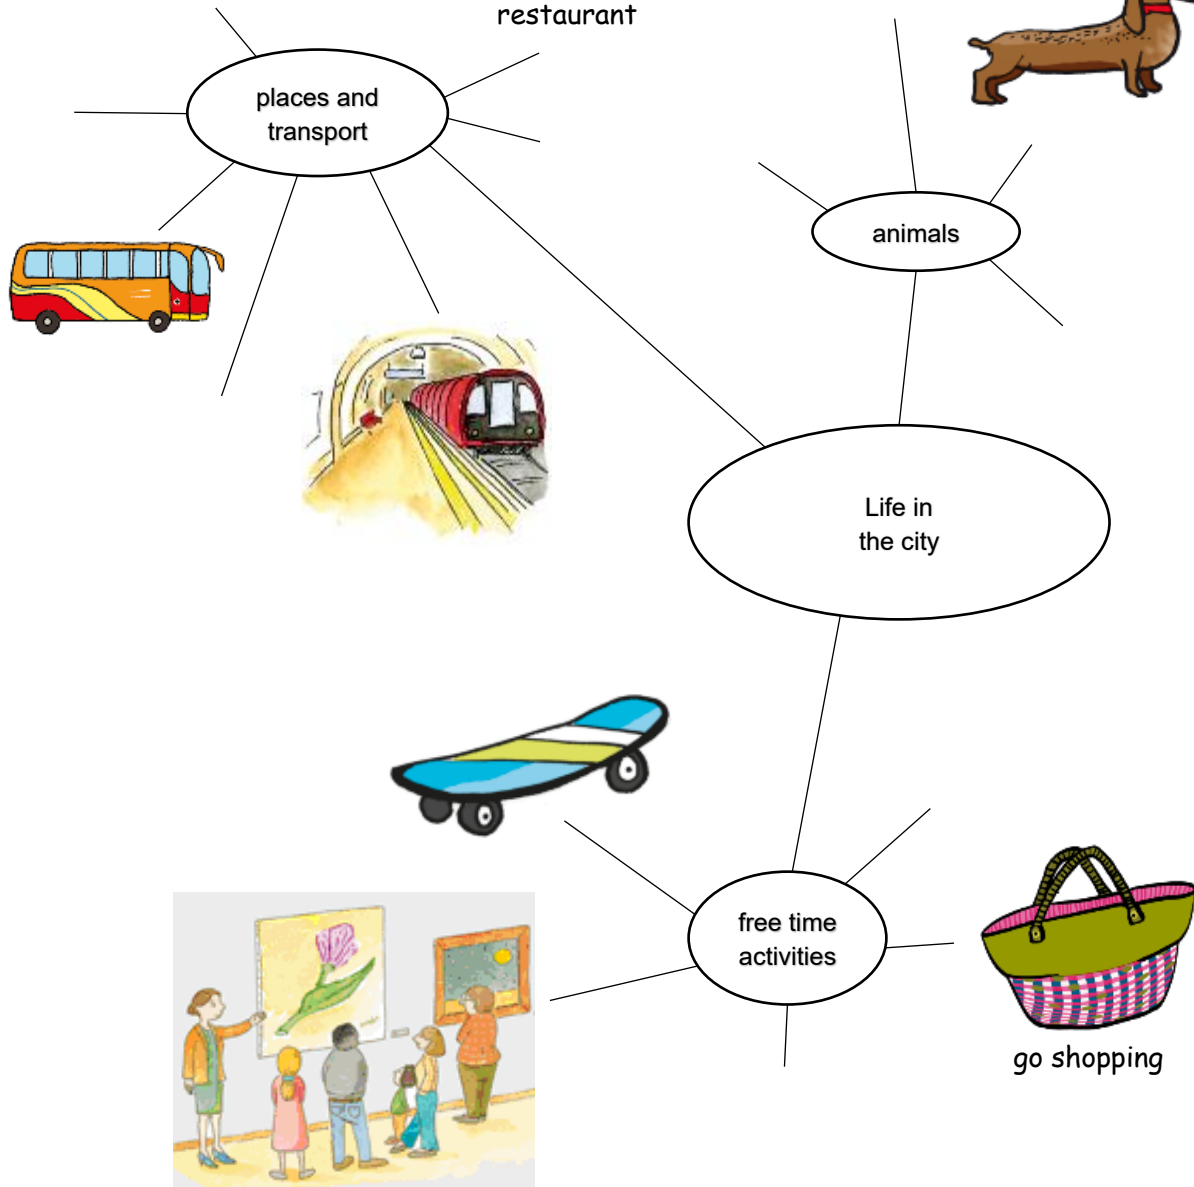 restaurant
places and
transport
animals
Life in
the city
free time
activities
go shopping